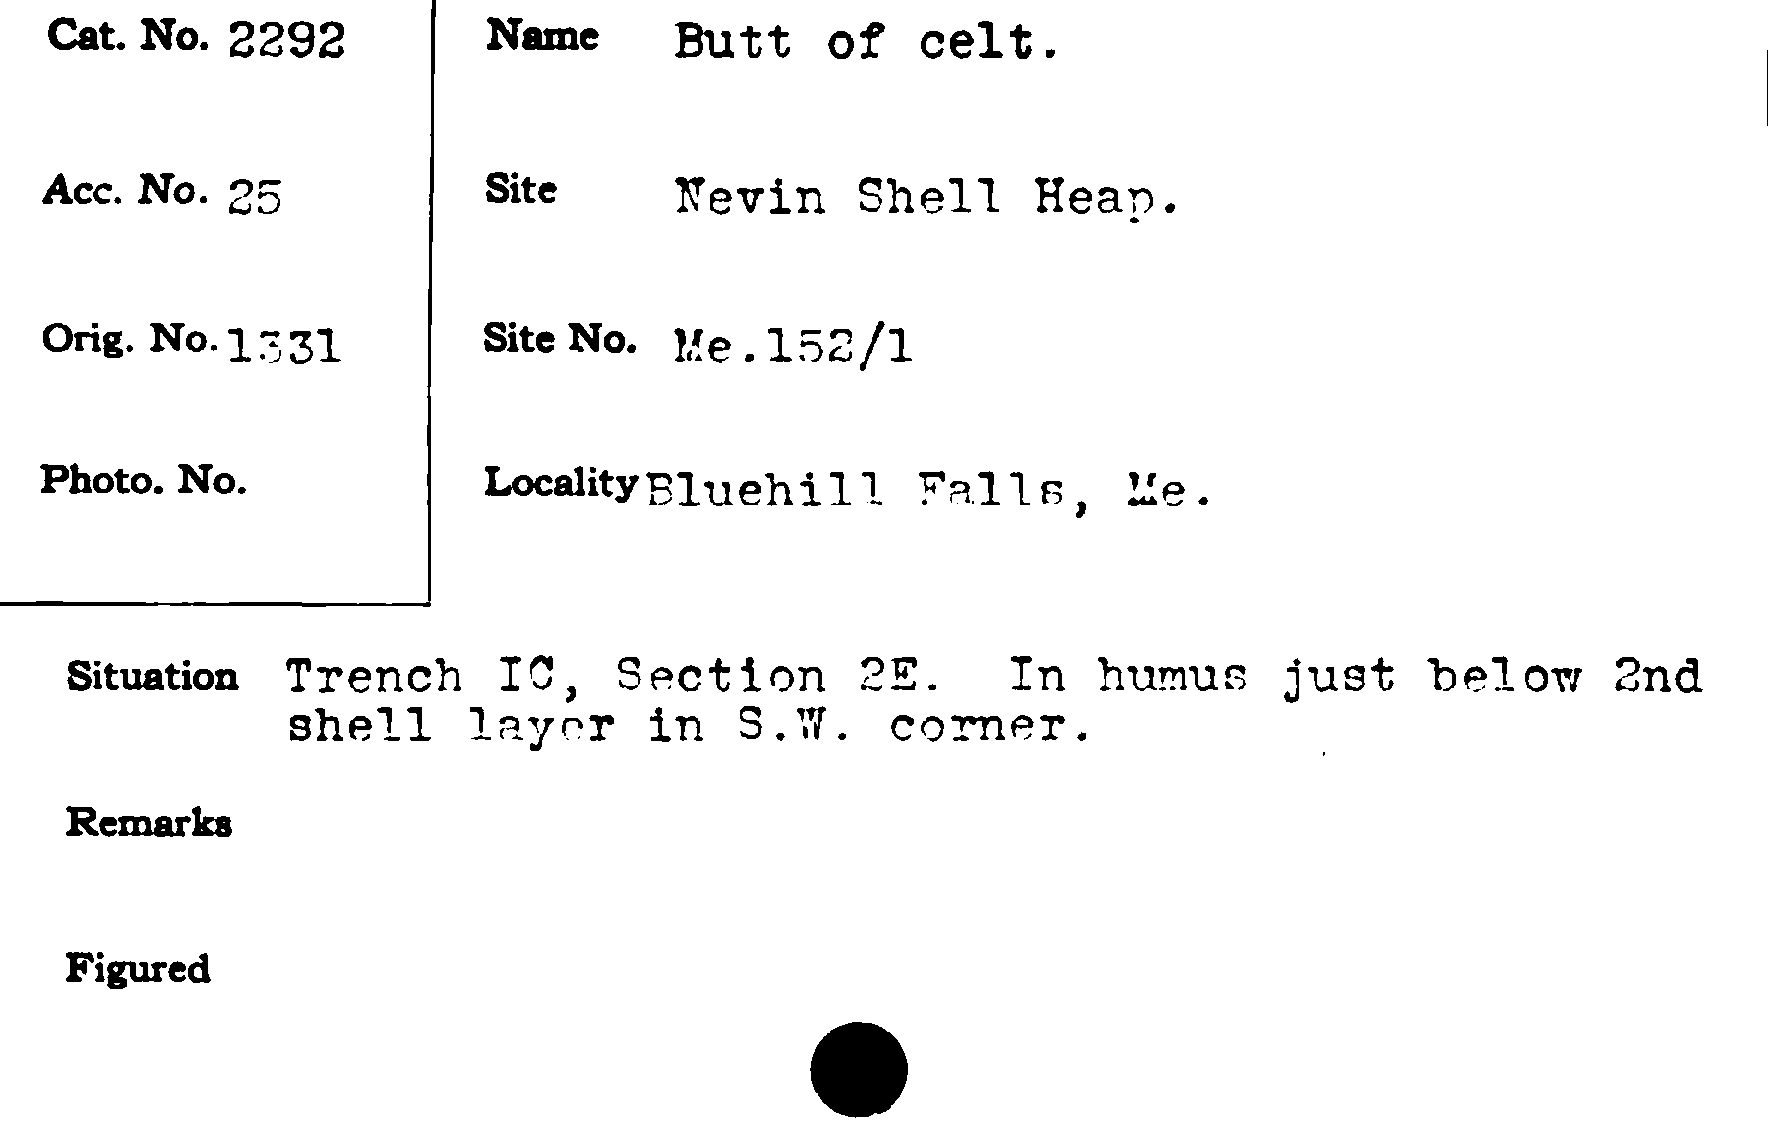 Cat. No. 2292
Name Butt of celt.
Acc. No. 25
Site Nevin Shell Heap.
Orig. No. 1331
Site No. Me.152/1
Photo. No.
Locality Bluehill Falls, Me.
Situation Trench IC, Section 2E. In humus just below 2nd
shell layer in S.W. corner.
Remarks
Figured